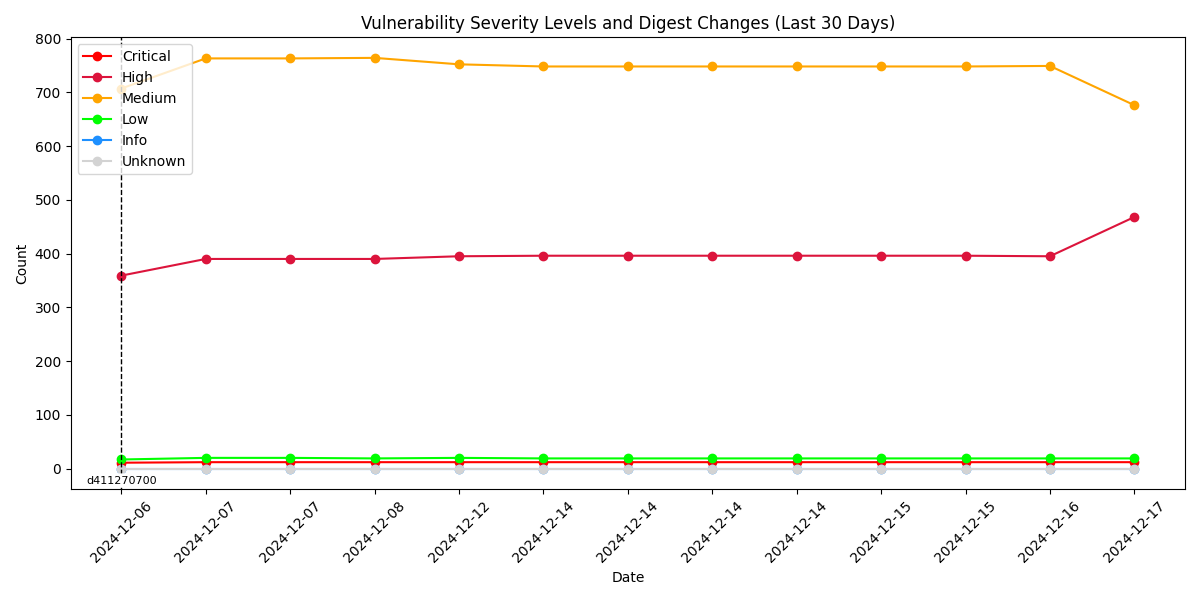 Vulnerability Severity Levels and Digest Changes (Last 30 Days)
800
700
600
500
400
300
200
100
0
Count
Critical
High
Medium
Low
Info
Unknown
d411270700
2024-12-06
2024-12-07
2024-12-07
2024-12-08
2024-12-12
2024-12-14
2024-12-14
2024-12-14
2024-12-14
2024-12-15
2024-12-15
2024-12-16
2024-12-17
Date